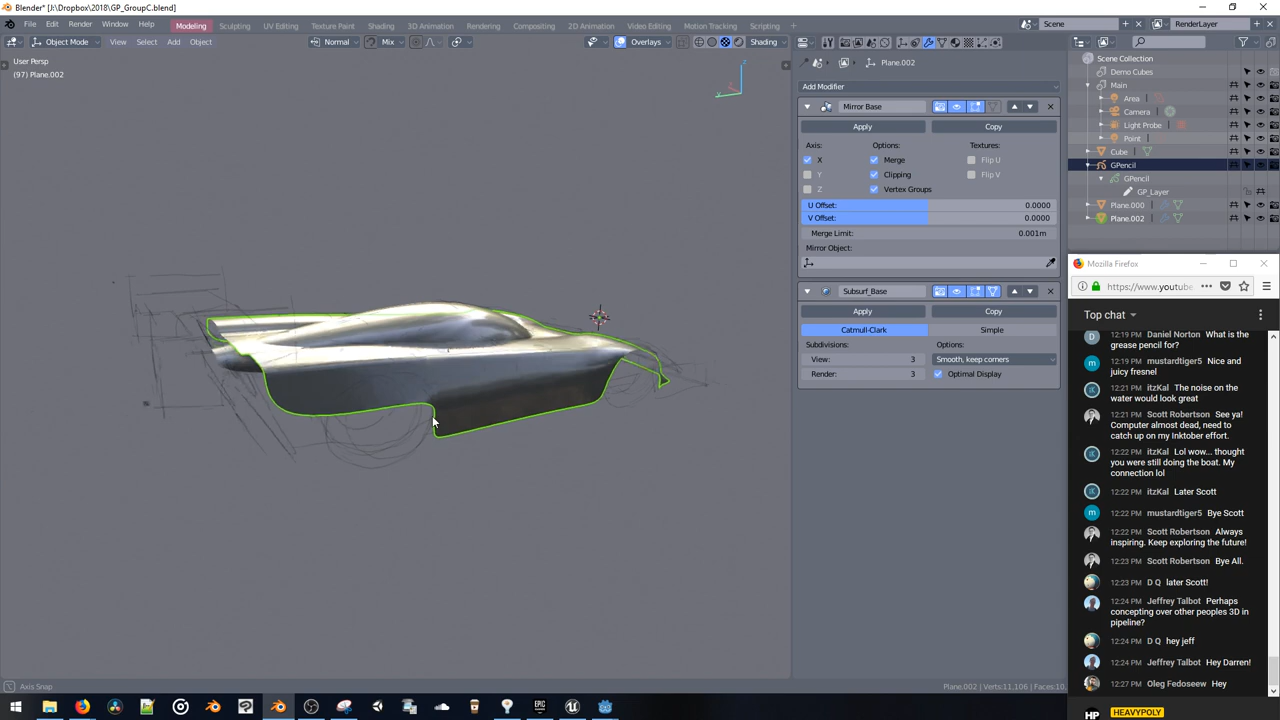 Blender* [J:\Dropbox\2018\GP_GroupC.blend]
File Edit Render Window Help Modeling Sculpting UV Editing Texture Paint Shading 3D Animation Rendering Compositing 2D Animation Video Editing Motion Tracking Scripting + Scene RenderLayer
Object Mode View Select Add Object Normal Mix Overlays Shading
User Persp
(97) Plane.002
z
y
Plane.002
Add Modifier
Mirror Base
Apply Copy
Axis: Options: Textures:
X Merge Flip U
Y Clipping Flip V
Z Vertex Groups
U Offset: 0.0000
V Offset: 0.0000
Merge Limit: 0.001m
Mirror Object:
Subsurf_Base
Apply Copy
Catmull-Clark Simple
Subdivisions: Options:
View: 3 Smooth, keep corners
Render: 3 Optimal Display
Scene Collection
Demo Cubes
Main
Area
Camera
Light Probe
Point
Cube
GPencil
GPencil
GP_Layer
Plane.000
Plane.002
Mozilla Firefox
https://www.youtube
Top chat
12:19 PM Daniel Norton What is the
grease pencil for?
12:19 PM mustardtiger5 Nice and
juicy fresnel
12:19 PM itzKal The noise on the
water would look great
12:21 PM Scott Robertson See ya!
Computer almost dead, need to
catch up on my Inktober effort.
12:22 PM itzKal Lol wow... thought
you were still doing the boat. My
connection lol
12:22 PM itzKal Later Scott
12:22 PM mustardtiger5 Bye Scott
12:22 PM Scott Robertson Always
inspiring. Keep exploring the future!
12:23 PM Scott Robertson Bye All.
12:23 PM D Q later Scott!
12:24 PM Jeffrey Talbot Perhaps
concepting over other peoples 3D in
pipeline?
12:24 PM D Q hey jeff
12:24 PM Jeffrey Talbot Hey Darren!
12:27 PM Oleg Fedoseew Hey
HP HEAVYPOLY
Axis Snap
Plane.002 | Verts:11,106 | Faces:10,
EPIC